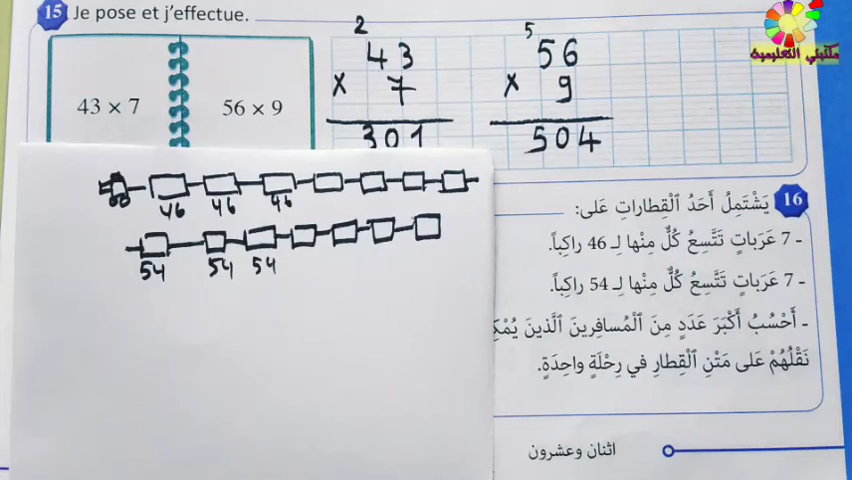 15 Je pose et j'effectue.
43 × 7
56 × 9
2
43
× 7
301
5
56
× 9
504
مكتبتي التعليمية
46 46 46
54 54 54
16 يَشْتَمِلُ أَحَدُ ٱلْقِطاراتِ عَلى:
- 7 عَرَباتٍ تَتَّسِعُ كُلٌّ مِنْها لِـ 46 راكِباً.
- 7 عَرَباتٍ تَتَّسِعُ كُلٌّ مِنْها لِـ 54 راكِباً.
- أَحْسُبُ أَكْبَرَ عَدَدٍ مِنَ ٱلْمُسافِرينَ ٱلَّذينَ
نَقْلُهُمْ عَلى مَتْنِ ٱلْقِطارِ في رِحْلَةٍ واحِدَةٍ.
اثنان وعشرون